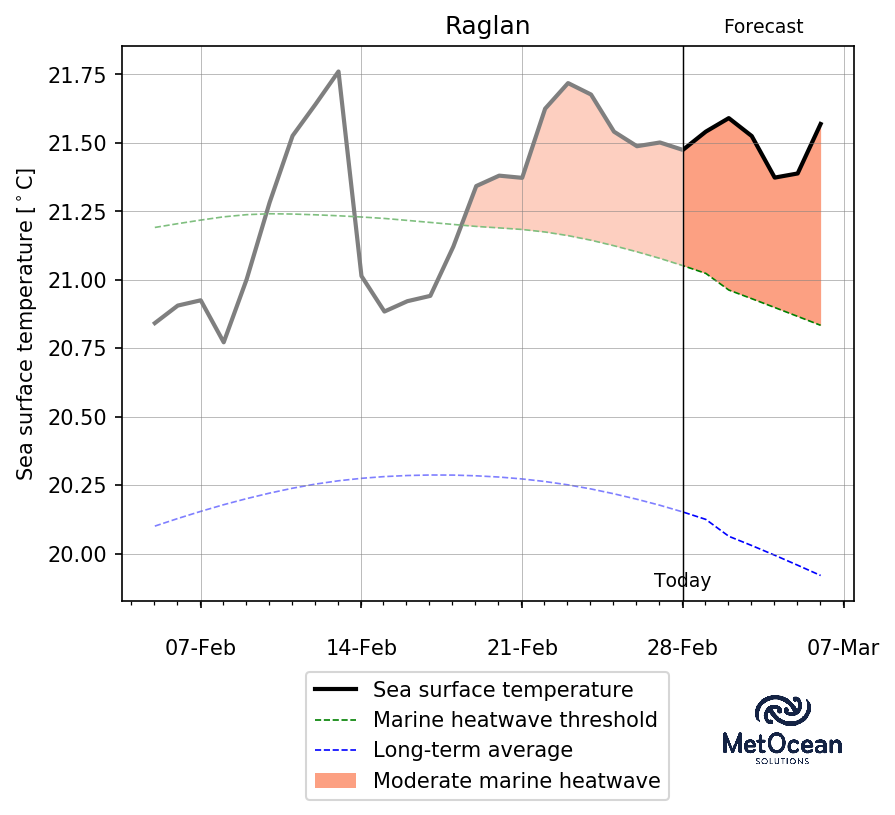 Raglan
Forecast
Sea surface temperature [°C]
21.75
21.50
21.25
21.00
20.75
20.50
20.25
20.00
Today
07-Feb
14-Feb
21-Feb
28-Feb
07-Mar
Sea surface temperature
Marine heatwave threshold
Long-term average
Moderate marine heatwave
MetOcean
SOLUTIONS